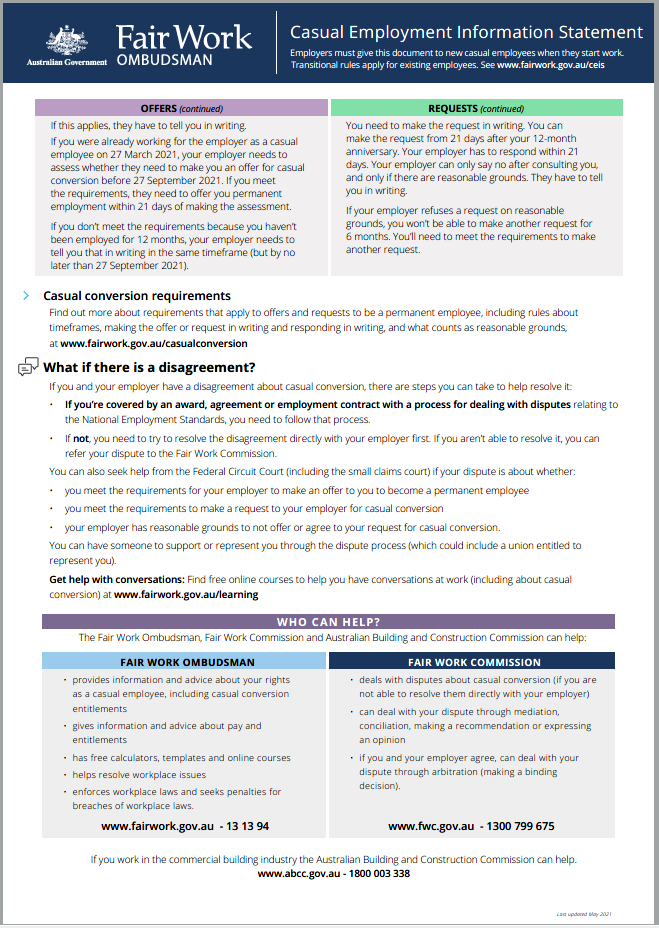 Australian Government
Fair Work
OMBUDSMAN
Casual Employment Information Statement
Employers must give this document to new casual employees when they start work.
Transitional rules apply for existing employees. See www.fairwork.gov.au/ceis
OFFERS (continued)
If this applies, they have to tell you in writing.
If you were already working for the employer as a casual
employee on 27 March 2021, your employer needs to
assess whether they need to make you an offer for casual
conversion before 27 September 2021. If you meet
the requirements, they need to offer you permanent
employment within 21 days of making the assessment.
If you don't meet the requirements because you haven't
been employed for 12 months, your employer needs to
tell you that in writing in the same timeframe (but by no
later than 27 September 2021).
REQUESTS (continued)
You need to make the request in writing. You can
make the request from 21 days after your 12-month
anniversary. Your employer has to respond within 21
days. Your employer can only say no after consulting you,
and only if there are reasonable grounds. They have to tell
you in writing.
If your employer refuses a request on reasonable
grounds, you won't be able to make another request for
6 months. You'll need to meet the requirements to make
another request.
Casual conversion requirements
Find out more about requirements that apply to offers and requests to be a permanent employee, including rules about
timeframes, making the offer or request in writing and responding in writing, and what counts as reasonable grounds,
at www.fairwork.gov.au/casualconversion
What if there is a disagreement?
If you and your employer have a disagreement about casual conversion, there are steps you can take to help resolve it:
• If you're covered by an award, agreement or employment contract with a process for dealing with disputes relating to
the National Employment Standards, you need to follow that process.
• If not, you need to try to resolve the disagreement directly with your employer first. If you aren't able to resolve it, you can
refer your dispute to the Fair Work Commission.
You can also seek help from the Federal Circuit Court (including the small claims court) if your dispute is about whether:
• you meet the requirements for your employer to make an offer to you to become a permanent employee
• you meet the requirements to make a request to your employer for casual conversion
• your employer has reasonable grounds to not offer or agree to your request for casual conversion.
You can have someone to support or represent you through the dispute process (which could include a union entitled to
represent you).
Get help with conversations: Find free online courses to help you have conversations at work (including about casual
conversion) at www.fairwork.gov.au/learning
WHO CAN HELP?
The Fair Work Ombudsman, Fair Work Commission and Australian Building and Construction Commission can help:
FAIR WORK OMBUDSMAN
• provides information and advice about your rights
as a casual employee, including casual conversion
entitlements
• gives information and advice about pay and
entitlements
• has free calculators, templates and online courses
• helps resolve workplace issues
• enforces workplace laws and seeks penalties for
breaches of workplace laws.
www.fairwork.gov.au - 13 13 94
FAIR WORK COMMISSION
• deals with disputes about casual conversion (if you are
not able to resolve them directly with your employer)
• can deal with your dispute through mediation,
conciliation, making a recommendation or expressing
an opinion
• if you and your employer agree, can deal with your
dispute through arbitration (making a binding
decision).
www.fwc.gov.au - 1300 799 675
If you work in the commercial building industry the Australian Building and Construction Commission can help.
www.abcc.gov.au - 1800 003 338
Last updated May 2021